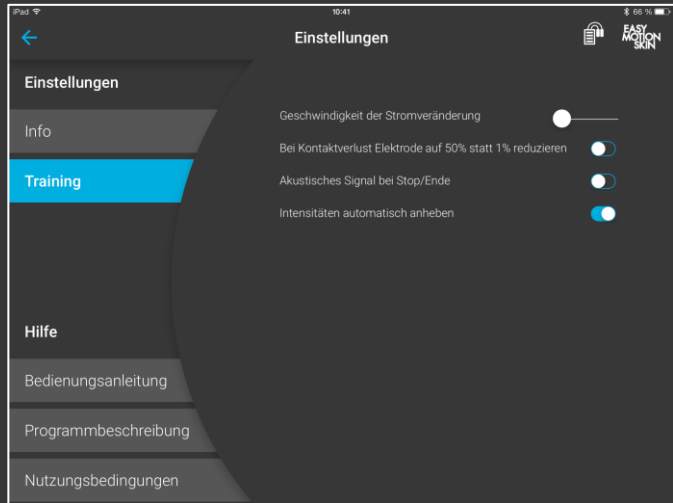 iPad 10:41 66 %
Einstellungen
EASY
MOTION
SKIN
Einstellungen
Info
Training
Geschwindigkeit der Stromveränderung
Bei Kontaktverlust Elektrode auf 50% statt 1% reduzieren
Akustisches Signal bei Stop/Ende
Intensitäten automatisch anheben
Hilfe
Bedienungsanleitung
Programmbeschreibung
Nutzungsbedingungen